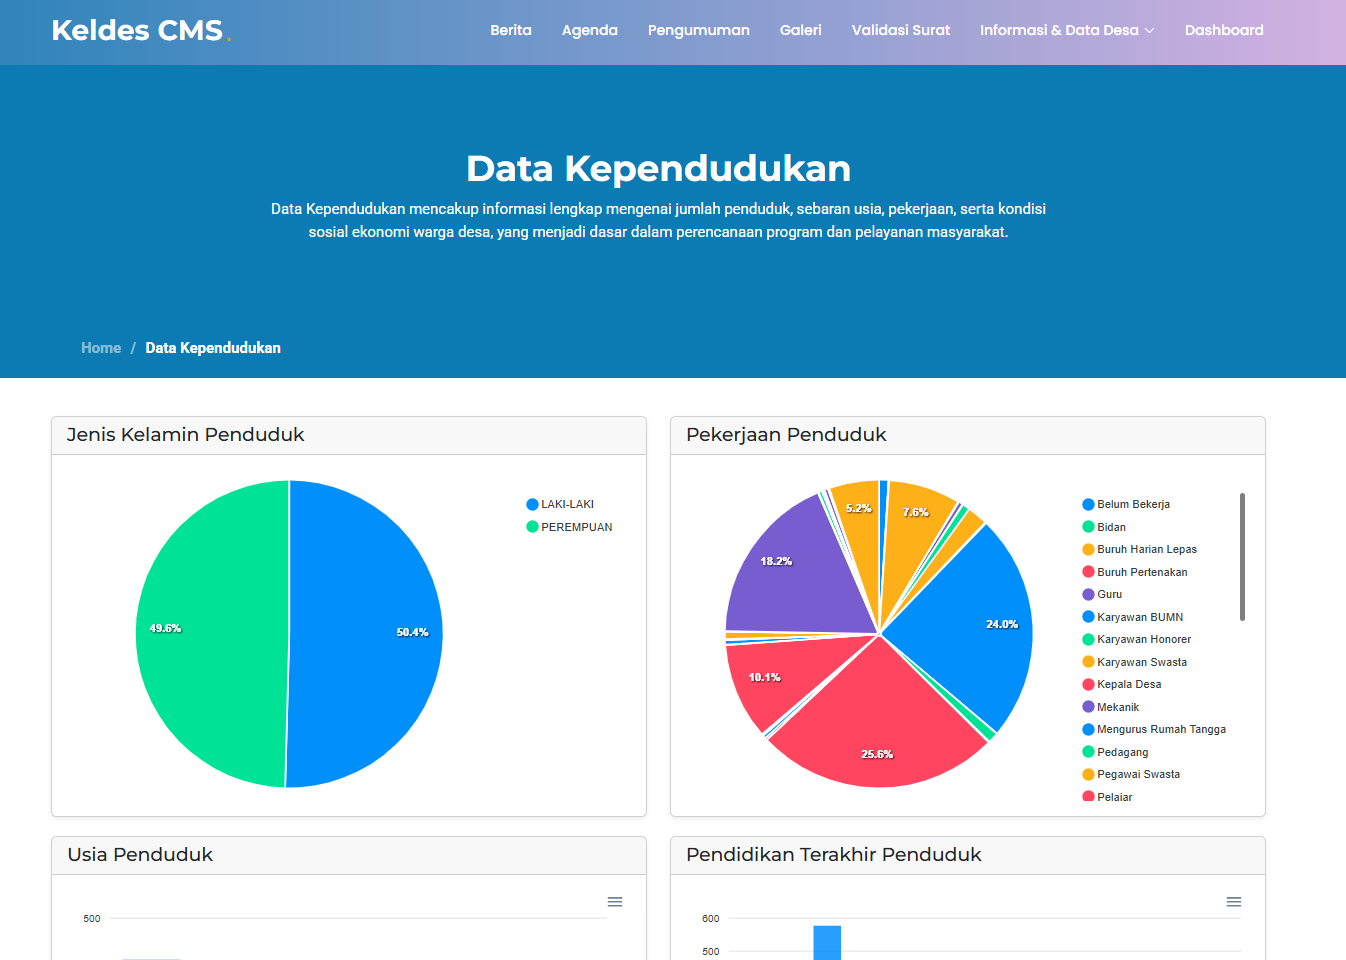 Keldes CMS.
Berita
Agenda
Pengumuman
Galeri
Validasi Surat
Informasi & Data Desa
Dashboard
Data Kependudukan
Data Kependudukan mencakup informasi lengkap mengenai jumlah penduduk, sebaran usia, pekerjaan, serta kondisi
sosial ekonomi warga desa, yang menjadi dasar dalam perencanaan program dan pelayanan masyarakat.
Home / Data Kependudukan
Jenis Kelamin Penduduk
49.6%
50.4%
LAKI-LAKI
PEREMPUAN
Pekerjaan Penduduk
5.2%
7.6%
18.2%
24.0%
10.1%
25.6%
Belum Bekerja
Bidan
Buruh Harian Lepas
Buruh Pertenakan
Guru
Karyawan BUMN
Karyawan Honorer
Karyawan Swasta
Kepala Desa
Mekanik
Mengurus Rumah Tangga
Pedagang
Pegawai Swasta
Pelajar
Usia Penduduk
500
Pendidikan Terakhir Penduduk
600
500